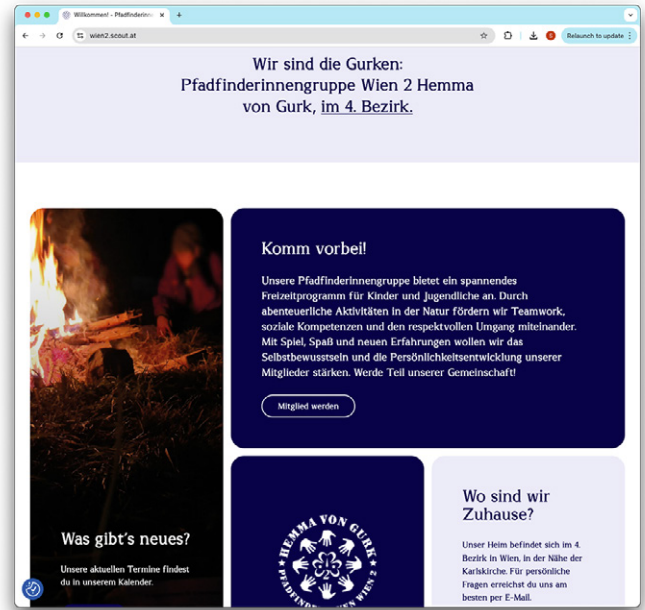 Willkommen! - Pfadfinderinne
wien2.scout.at
Relaunch to update
Wir sind die Gurken:
Pfadfinderinnengruppe Wien 2 Hemma
von Gurk, im 4. Bezirk.
Komm vorbei!
Unsere Pfadfinderinnengruppe bietet ein spannendes
Freizeitprogramm für Kinder und Jugendliche an. Durch
abenteuerliche Aktivitäten in der Natur fördern wir Teamwork,
soziale Kompetenzen und den respektvollen Umgang miteinander.
Mit Spiel, Spaß und neuen Erfahrungen wollen wir das
Selbstbewusstsein und die Persönlichkeitsentwicklung unserer
Mitglieder stärken. Werde Teil unserer Gemeinschaft!
Mitglied werden
Was gibt's neues?
Unsere aktuellen Termine findest
du in unserem Kalender.
HEMMA VON GURK
PFADFINDERINNEN WIEN 2
Wo sind wir
Zuhause?
Unser Heim befindet sich im 4.
Bezirk in Wien, in der Nähe der
Karlskirche. Für persönliche
Fragen erreichst du uns am
besten per E-Mail.